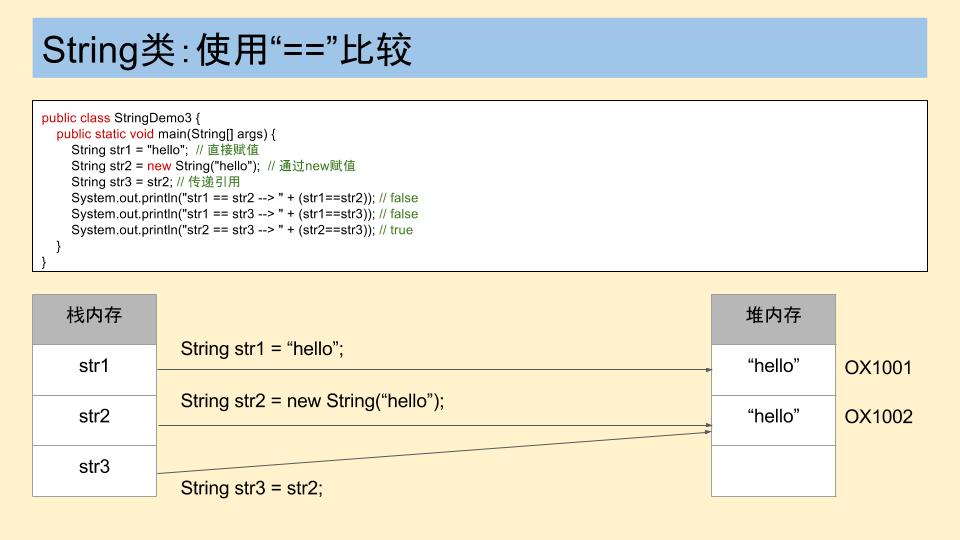 String类：使用“==”比较
public class StringDemo3 {
public static void main(String[] args) {
String str1 = "hello";  // 直接赋值
String str2 = new String("hello");  // 通过new赋值
String str3 = str2; // 传递引用
System.out.println("str1 == str2 --> " + (str1==str2)); // false
System.out.println("str1 == str3 --> " + (str1==str3)); // false
System.out.println("str2 == str3 --> " + (str2==str3)); // true
}
}
栈内存
堆内存
String str1 = “hello”;
str1
“hello”
OX1001
String str2 = new String(“hello”);
str2
“hello”
OX1002
str3
String str3 = str2;